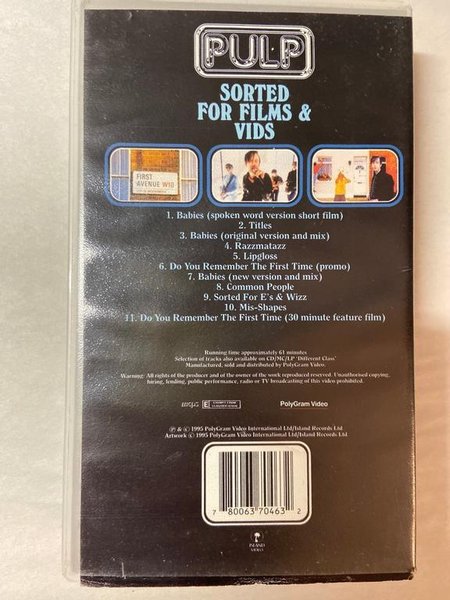 PULP
SORTED
FOR FILMS &
VIDS
FIRST
AVENUE W10
1. Babies (spoken word version short film)
2. Titles
3. Babies (original version and mix)
4. Razzmatazz
5. Lipgloss
6. Do You Remember The First Time (promo)
7. Babies (new version and mix)
8. Common People
9. Sorted For E's & Wizz
10. Mis-Shapes
11. Do You Remember The First Time (30 minute feature film)
Running time approximately 61 minutes
Selection of tracks also available on CD/MC/LP 'Different Class'
Manufactured, sold and distributed by PolyGram Video.
Warning: All rights of the producer and of the owner of the work reproduced reserved. Unauthorised copying,
hiring, lending, public performance, radio or TV broadcasting of this video prohibited.
E
EXEMPT FROM
CLASSIFICATION
PolyGram Video
Ⓟ & © 1995 PolyGram Video International Ltd/Island Records Ltd
Artwork © 1995 PolyGram Video International Ltd/Island Records Ltd.
7 80063 70463 2
ISLAND
VIDEO